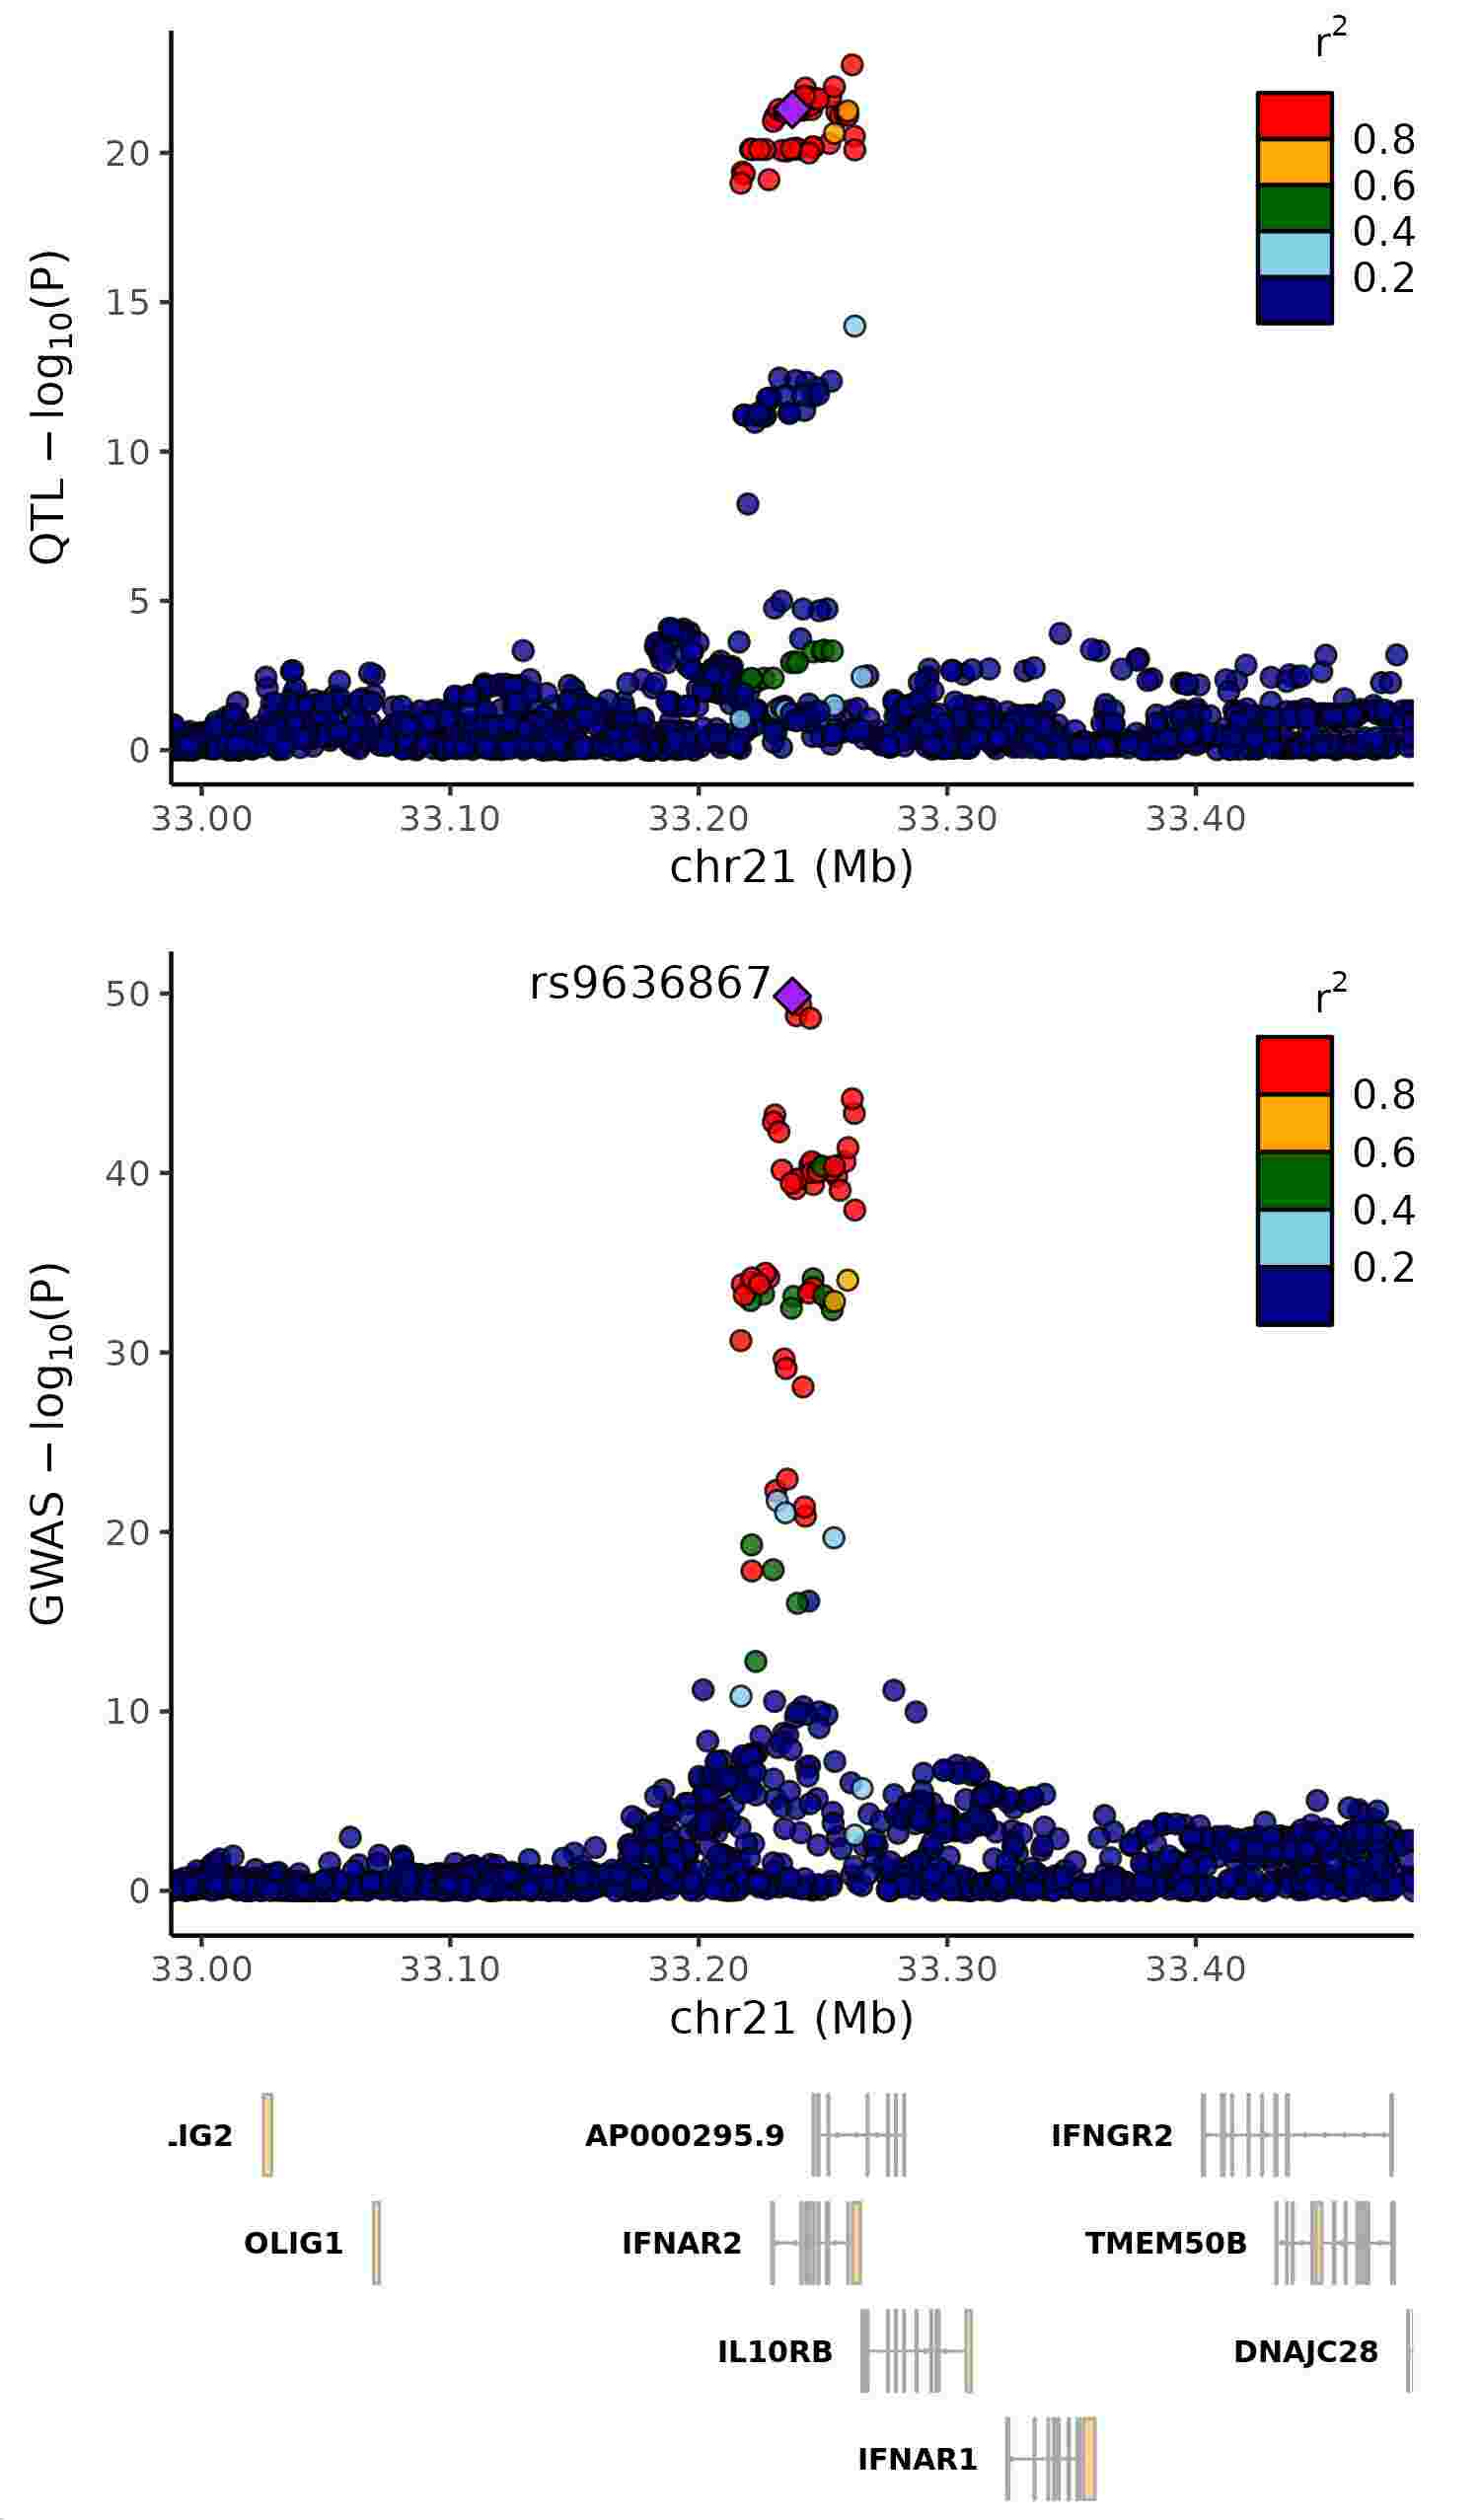 r2
0.8
0.6
0.4
0.2
QTL −log10(P)
20
15
10
5
0
33.00 33.10 33.20 33.30 33.40
chr21 (Mb)
rs9636867
r2
0.8
0.6
0.4
0.2
GWAS −log10(P)
50
40
30
20
10
0
33.00 33.10 33.20 33.30 33.40
chr21 (Mb)
.IG2 AP000295.9 IFNGR2
OLIG1 IFNAR2 TMEM50B
IL10RB DNAJC28
IFNAR1